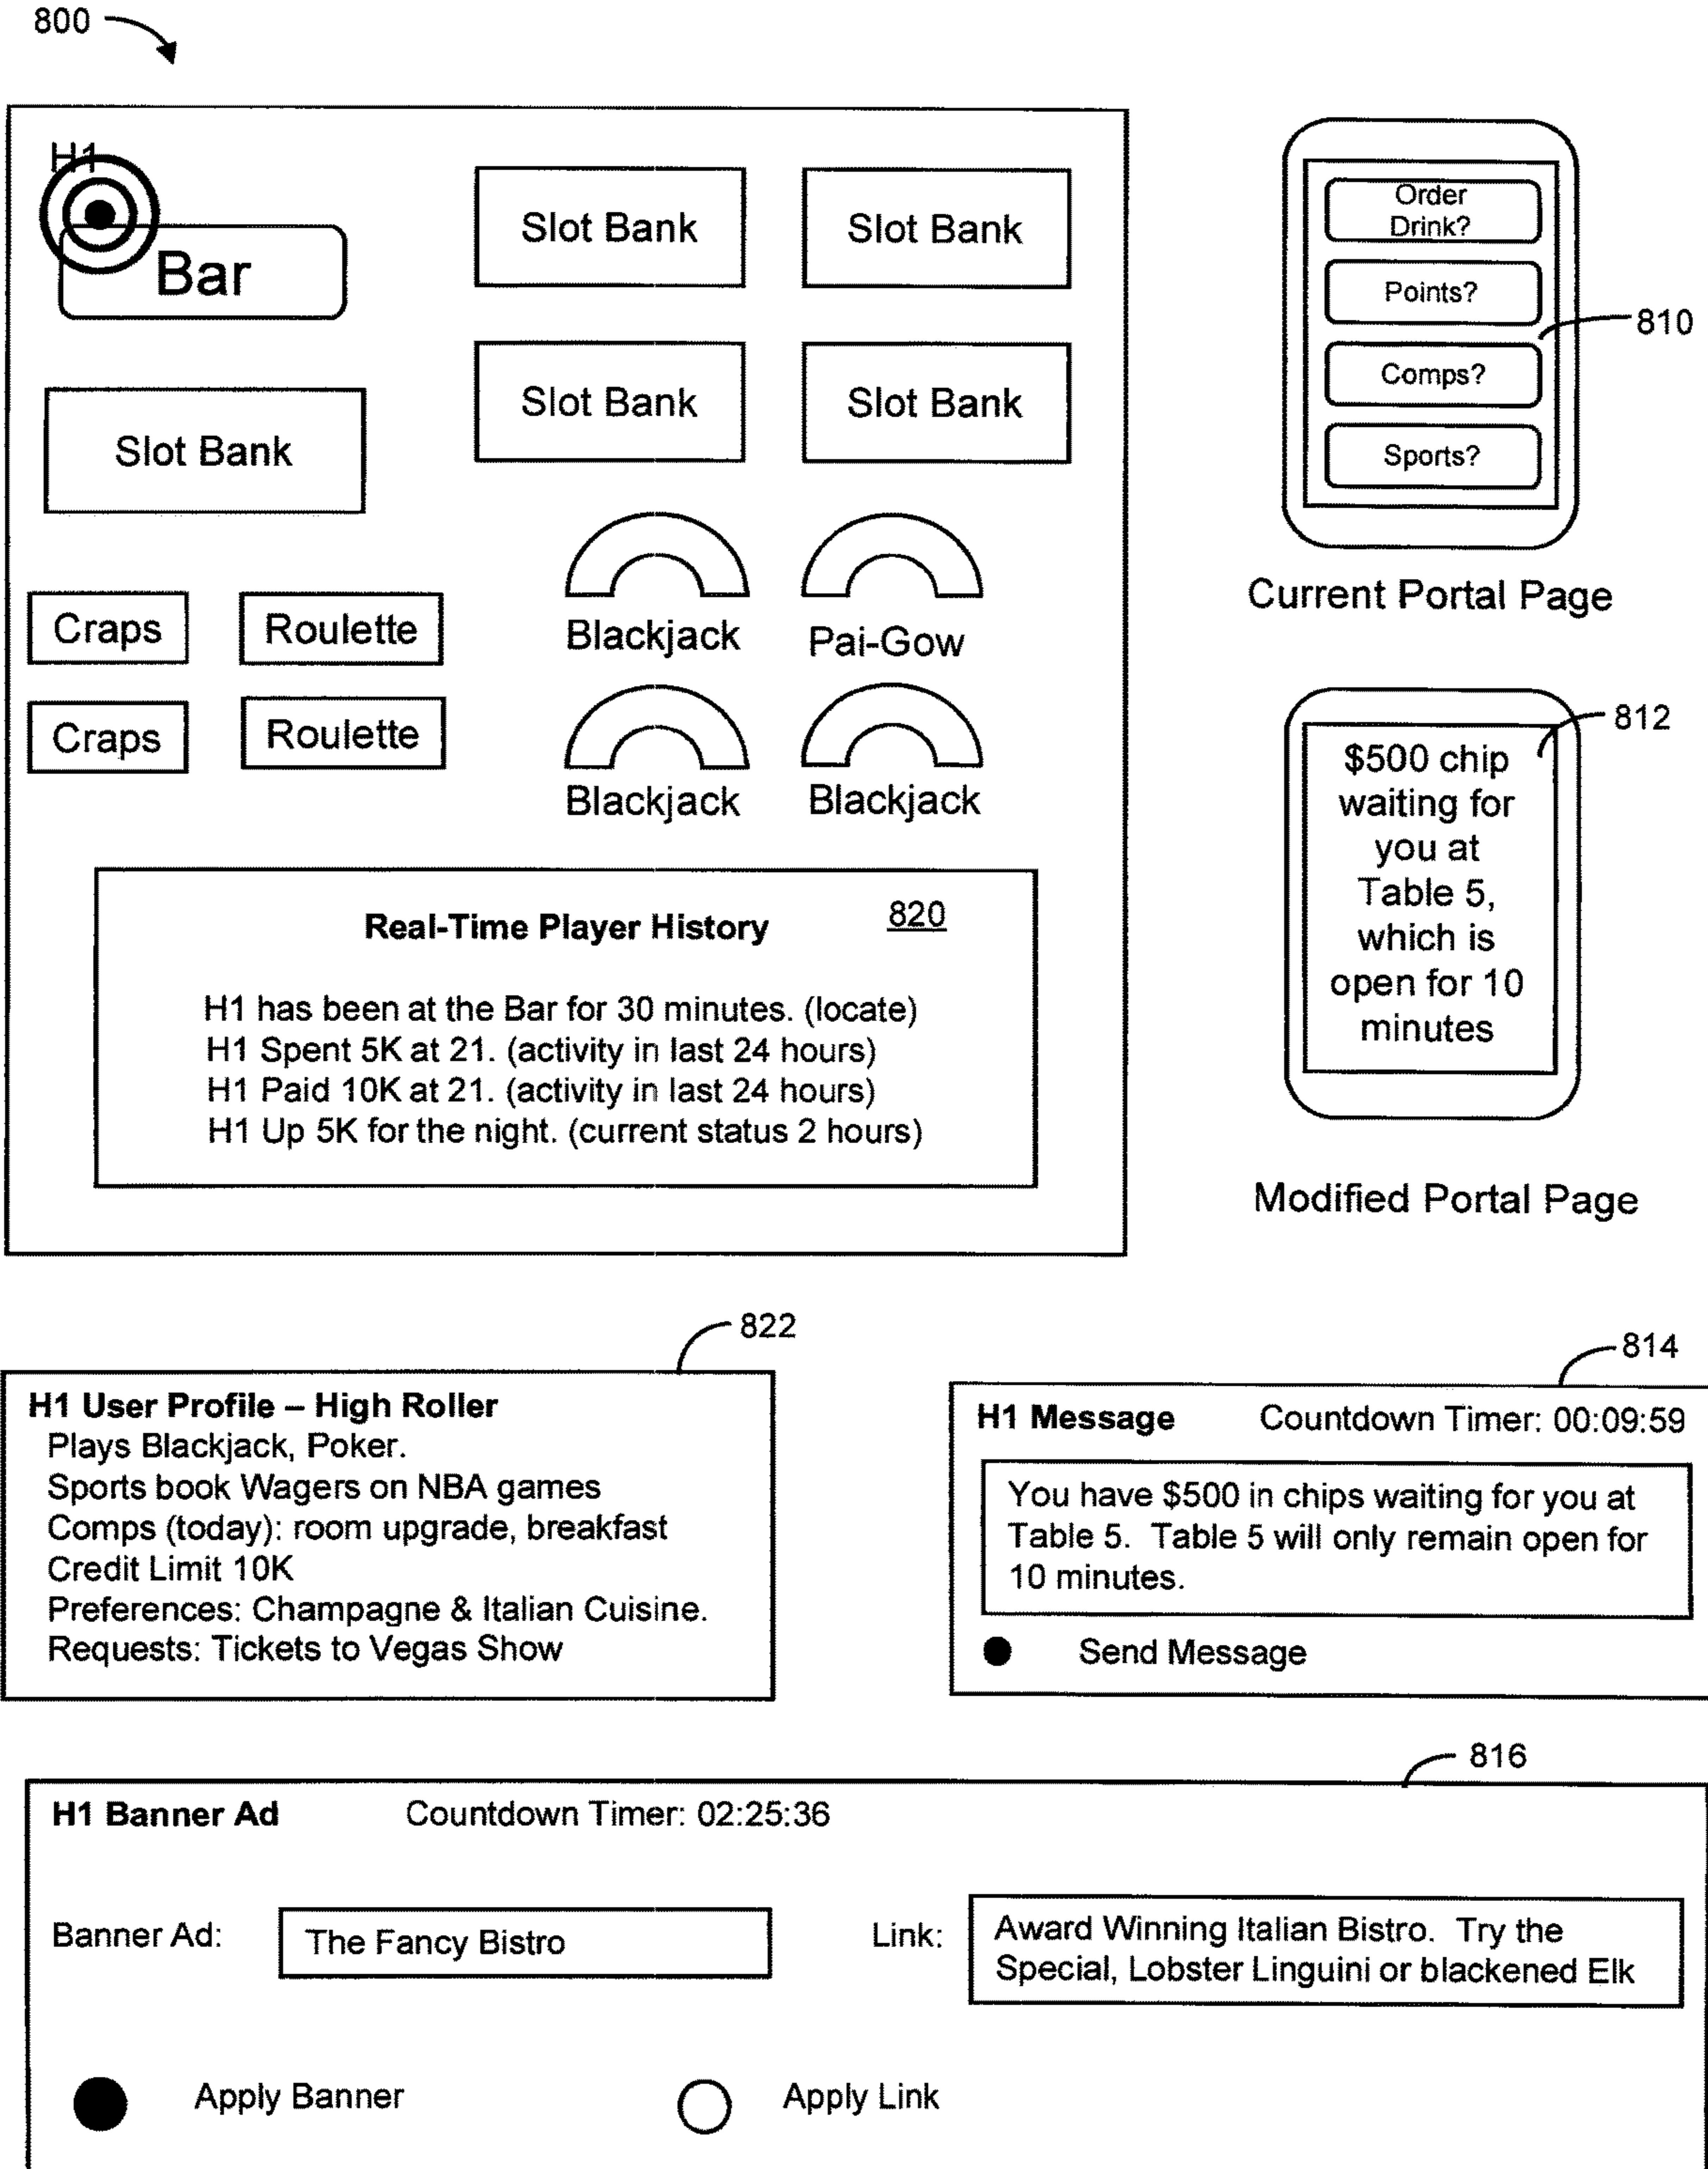 800
H1
Bar
Slot Bank
Slot Bank
Slot Bank
Slot Bank
Slot Bank
Craps
Roulette
Craps
Roulette
Blackjack
Pai-Gow
Blackjack
Blackjack
Real-Time Player History
820
H1 has been at the Bar for 30 minutes. (locate)
H1 Spent 5K at 21. (activity in last 24 hours)
H1 Paid 10K at 21. (activity in last 24 hours)
H1 Up 5K for the night. (current status 2 hours)
Order
Drink?
Points?
Comps?
Sports?
810
Current Portal Page
812
$500 chip
waiting for
you at
Table 5,
which is
open for 10
minutes
Modified Portal Page
822
H1 User Profile – High Roller
Plays Blackjack, Poker.
Sports book Wagers on NBA games
Comps (today): room upgrade, breakfast
Credit Limit 10K
Preferences: Champagne & Italian Cuisine.
Requests: Tickets to Vegas Show
814
H1 Message Countdown Timer: 00:09:59
You have $500 in chips waiting for you at
Table 5. Table 5 will only remain open for
10 minutes.
Send Message
816
H1 Banner Ad Countdown Timer: 02:25:36
Banner Ad:
The Fancy Bistro
Link:
Award Winning Italian Bistro. Try the
Special, Lobster Linguini or blackened Elk
Apply Banner
Apply Link